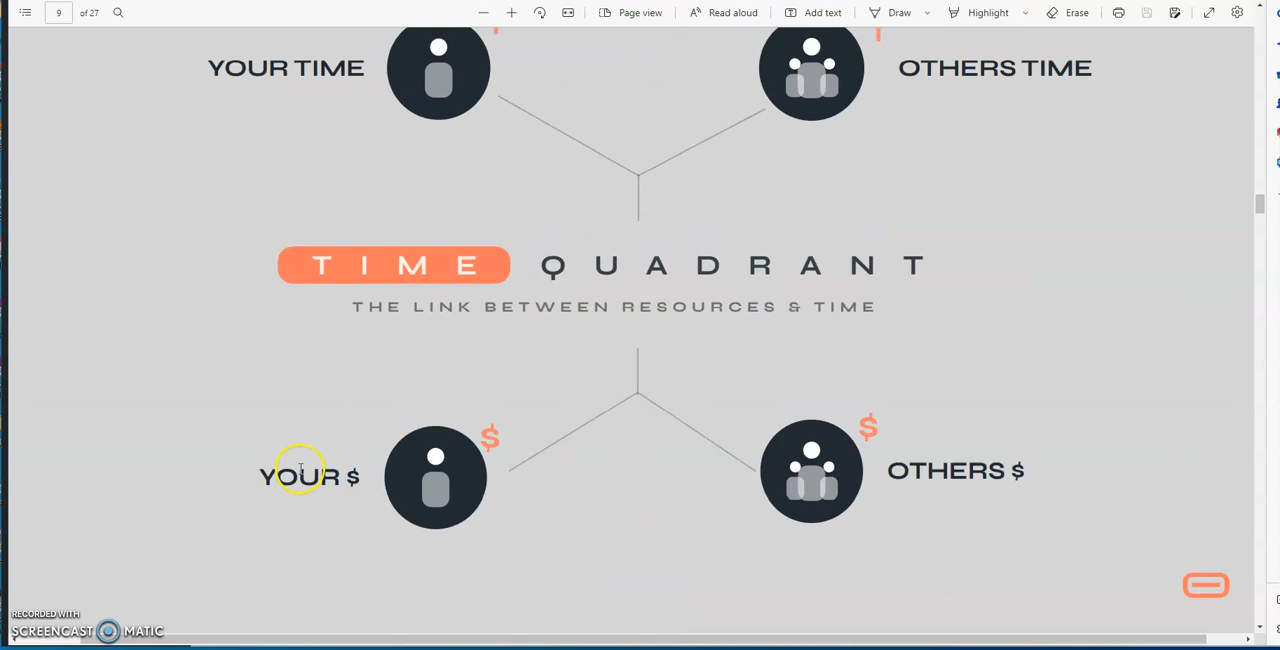 9 of 27 Page view Read aloud Add text Draw Highlight Erase
YOUR TIME
OTHERS TIME
TIME QUADRANT
THE LINK BETWEEN RESOURCES & TIME
$
$
YOUR $
OTHERS $
RECORDED WITH
SCREENCAST MATIC